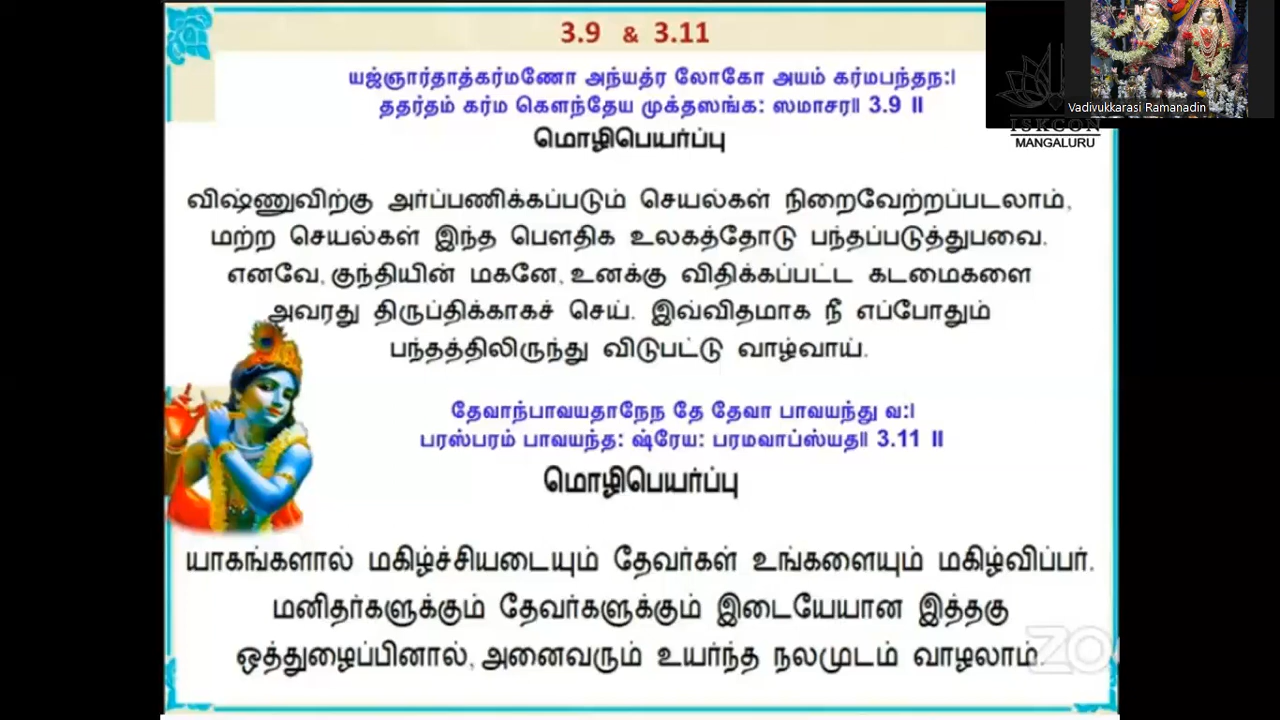 3.9 & 3.11
யஜ்ஞார்தாத்கர்மணோ அந்யத்ர லோகோ அயம் கர்மபந்தந:।
ததர்தம் கர்ம கௌந்தேய முக்தஸங்க: ஸமாசர॥ 3.9 ॥
மொழிபெயர்ப்பு
விஷ்ணுவிற்கு அர்ப்பணிக்கப்படும் செயல்கள் நிறைவேற்றப்படலாம்,
மற்ற செயல்கள் இந்த பௌதிக உலகத்தோடு பந்தப்படுத்துபவை.
எனவே, குந்தியின் மகனே, உனக்கு விதிக்கப்பட்ட கடமைகளை
அவரது திருப்திக்காகச் செய். இவ்விதமாக நீ எப்போதும்
பந்தத்திலிருந்து விடுபட்டு வாழ்வாய்.
தேவாந்பாவயதாநேந தே தேவா பாவயந்து வ:।
பரஸ்பரம் பாவயந்த: ஷ்ரேய: பரமவாப்ஸ்யத॥ 3.11 ॥
மொழிபெயர்ப்பு
யாகங்களால் மகிழ்ச்சியடையும் தேவர்கள் உங்களையும் மகிழ்விப்பர்.
மனிதர்களுக்கும் தேவர்களுக்கும் இடையேயான இத்தகு
ஒத்துழைப்பினால், அனைவரும் உயர்ந்த நலமுடம் வாழலாம்.
Vadivukkarasi Ramanadin
ISKCON
MANGALURU
ZO